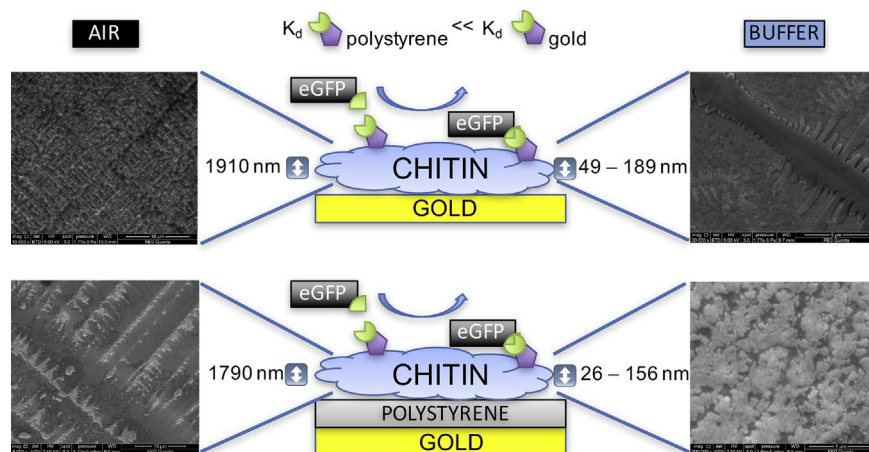 AIR
Kd polystyrene << Kd gold
BUFFER
eGFP
eGFP
1910 nm
CHITIN
49 – 189 nm
GOLD
eGFP
eGFP
1790 nm
CHITIN
26 – 156 nm
POLYSTYRENE
GOLD